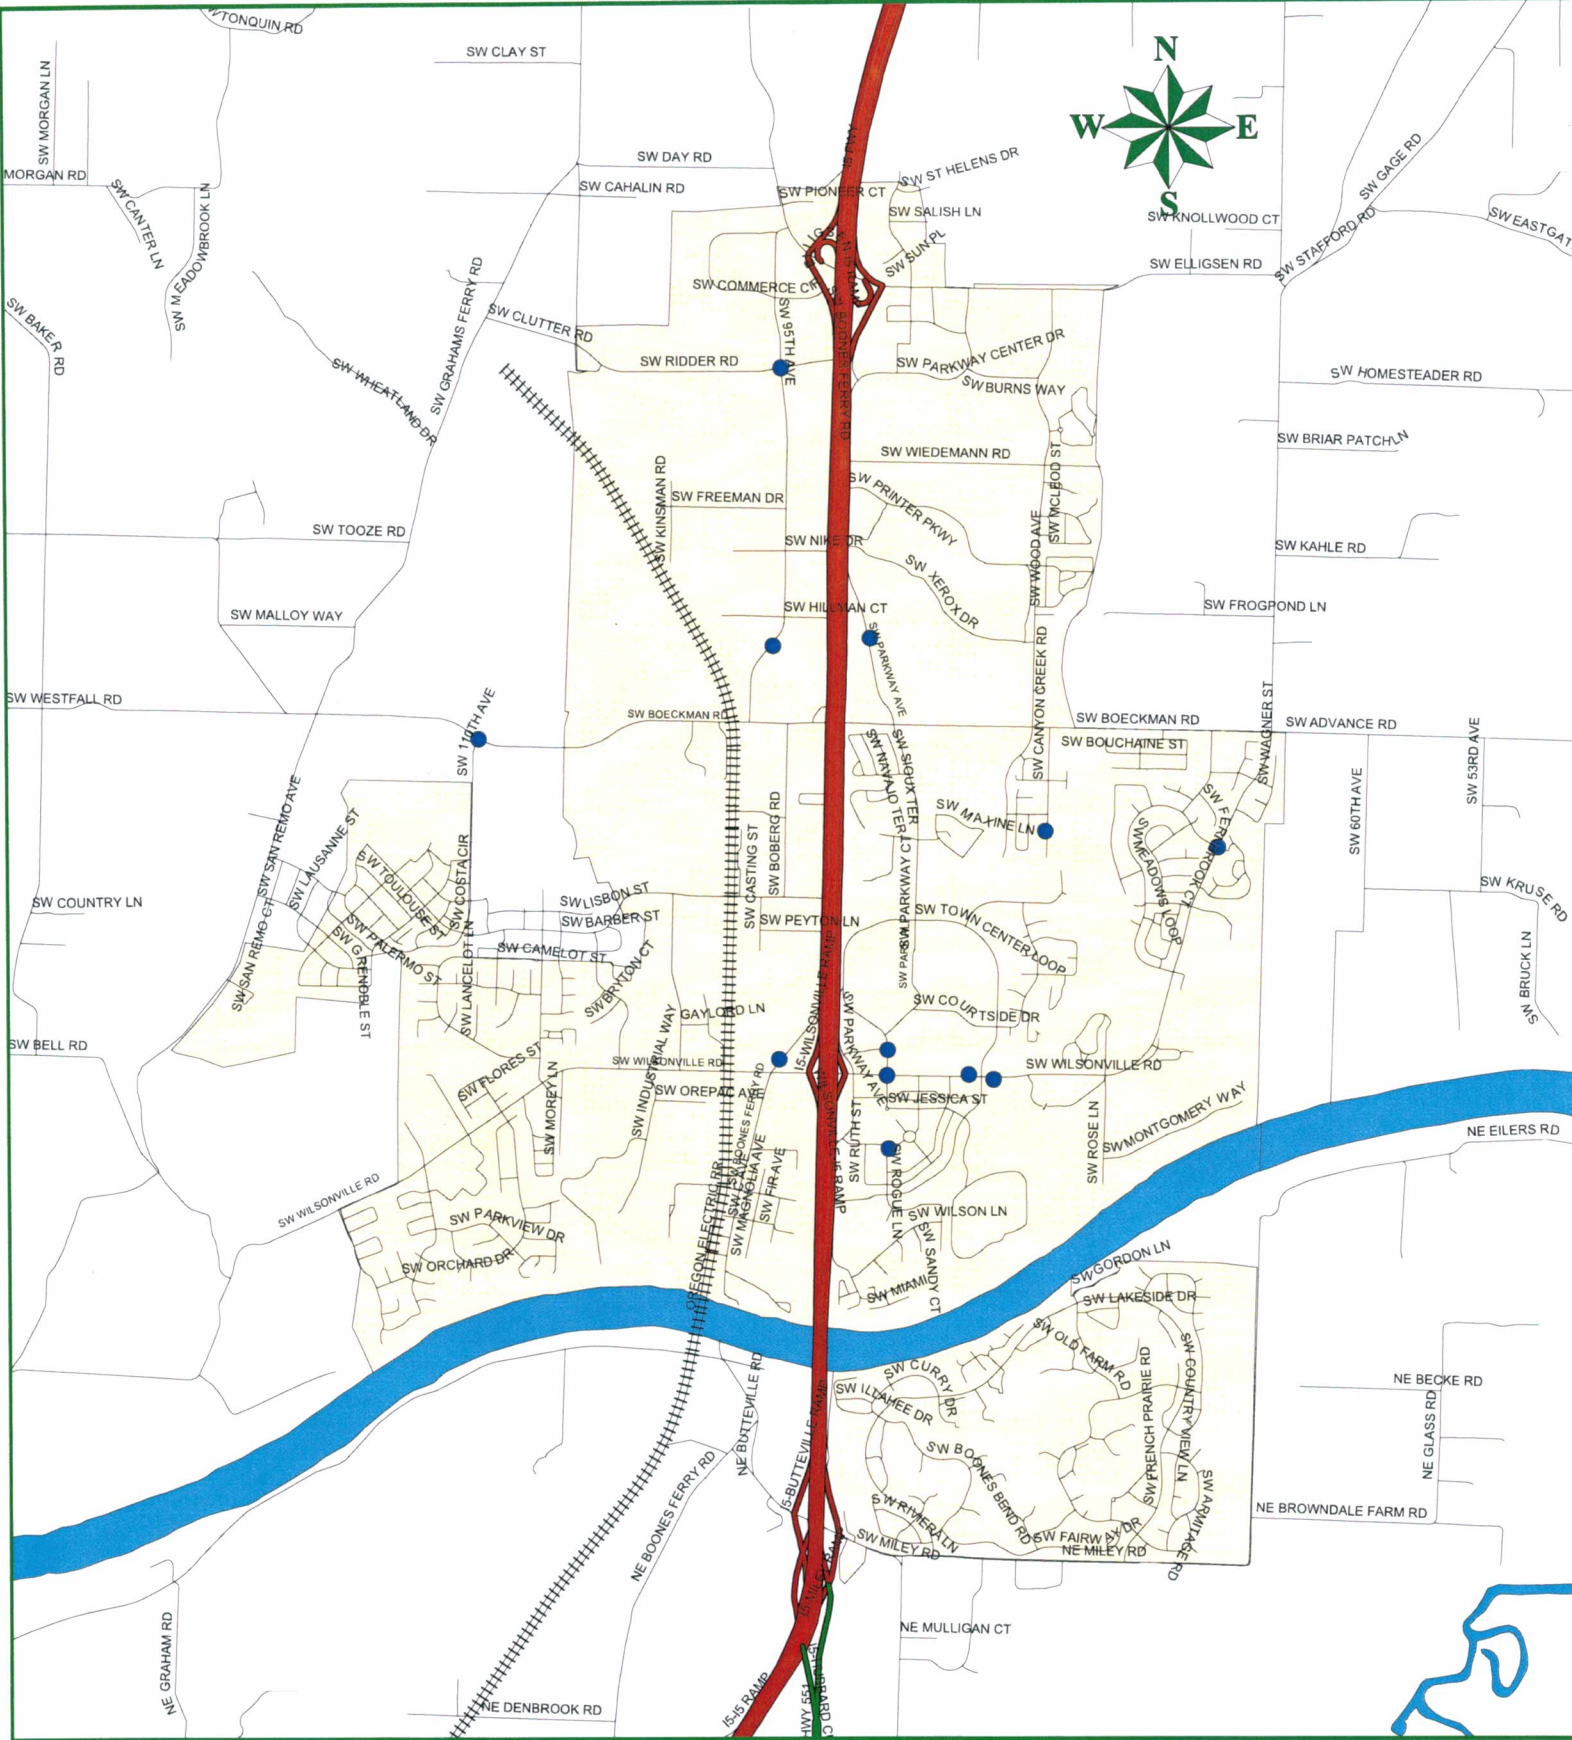 SW TONQUIN RD
SW CLAY ST
N
W
E
S
SW MORGAN LN
MORGAN RD
SW CANTER LN
SW MEADOWBROOK LN
SW DAY RD
SW CAHALIN RD
SW PIONEER CT
SW ST HELENS DR
SW SALISH LN
SW SUN PL
SW KNOLLWOOD CT
SW GAGE RD
SW STAFFORD RD
SW EASTGAT
SW ELLIGSEN RD
SW BAKER RD
SW GRAHAMS FERRY RD
SW COMMERCE CIR
SW 95TH AVE
SW CLUTTER RD
SW RIDDER RD
SW BOONES FERRY RD
SW PARKWAY CENTER DR
SW BURNS WAY
SW HOMESTEADER RD
SW WHEATLAND DR
SW BRIAR PATCH LN
SW WIEDEMANN RD
SW MCLEOD ST
SW KINSMAN RD
SW FREEMAN DR
SW PRINTER PKWY
SW TOOZE RD
SW NIKE DR
SW WOOD AVE
SW KAHLE RD
SW XEROX DR
SW MALLOY WAY
SW HILLMAN CT
SW FROGPOND LN
SW PARKWAY AVE
SW CANYON CREEK RD
SW WESTFALL RD
SW 110TH AVE
SW BOECKMAN RD
SW BOECKMAN RD
SW WAGNER ST
SW ADVANCE RD
SW BOUCHAINE ST
SW 53RD AVE
SW NAVAJO TER
SW SIOUX TER
SW SAN REMO AVE
SW LAUSANNE ST
SW BOBERG RD
SW MAXINE LN
SW FERNBROOK CT
SW 60TH AVE
SW TOULOUSE ST
SW COSTA CIR
SW CASTING ST
SW PARKWAY CT
SW MEADOWS LOOP
SW COUNTRY LN
SW SAN REMO CT
SW LISBON ST
SW BARBER ST
SW PEYTON LN
SW TOWN CENTER LOOP
SW KRUSE RD
SW PALERMO ST
SW GRENOBLE ST
SW LANCELOT LN
SW CAMELOT ST
SW BRYTON CT
SW BRUCK LN
GAYLORD LN
SW COURTSIDE DR
I5-WILSONVILLE RAMP
SW PARKWAY AVE
SW BELL RD
SW FLORES ST
SW MOREY LN
SW INDUSTRIAL WAY
SW WILSONVILLE RD
SW WILSONVILLE RD
SW OREPAC AVE
SW BOONES FERRY RD
SW JESSICA ST
SW MONTGOMERY WAY
SW ROSE LN
NE EILERS RD
SW RUTH ST
WILSONVILLE-I5 RAMP
SW MAGNOLIA AVE
SW FIR AVE
SW WILSONVILLE RD
OREGON ELECTRIC RR
SW ROGUE LN
SW WILSON LN
SW SANDY CT
SW PARKVIEW DR
SW ORCHARD DR
SW MIAMI
SW GORDON LN
SW LAKESIDE DR
SW OLD FARM RD
SW COUNTRY VIEW LN
SW FRENCH PRAIRIE RD
NE BUTTEVILLE RD
SW CURRY DR
SW ILLAHEE DR
I5-BUTTEVILLE RAMP
NE BECKE RD
NE GLASS RD
SW BOONES BEND RD
NE BOONES FERRY RD
SW RIVIERA LN
SW ARMITAGE RD
NE BROWNDALE FARM RD
SW MILEY RD
SW FAIRWAY DR
NE MILEY RD
NE GRAHAM RD
NE MULLIGAN CT
NE DENBROOK RD
I5-I5 RAMP
HWY 551